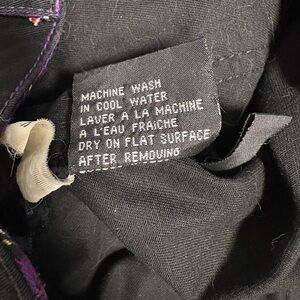 MACHINE WASH
IN COOL WATER
LAVER A LA MACHINE
A L'EAU FRAICHE
DRY ON FLAT SURFACE
AFTER REMOVING